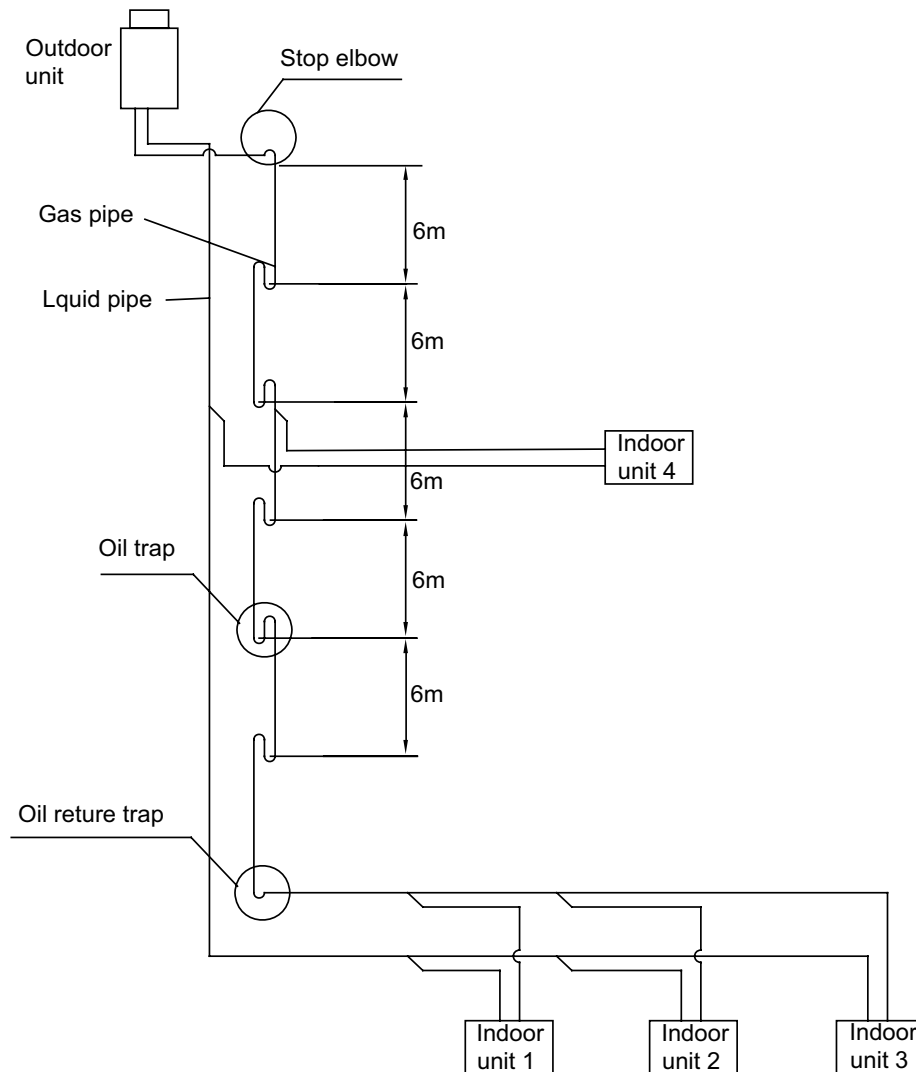 Outdoor
unit
Stop elbow
Gas pipe
6m
Lquid pipe
6m
Indoor
unit 4
6m
Oil trap
6m
6m
Oil reture trap
Indoor
unit 1
Indoor
unit 2
Indoor
unit 3